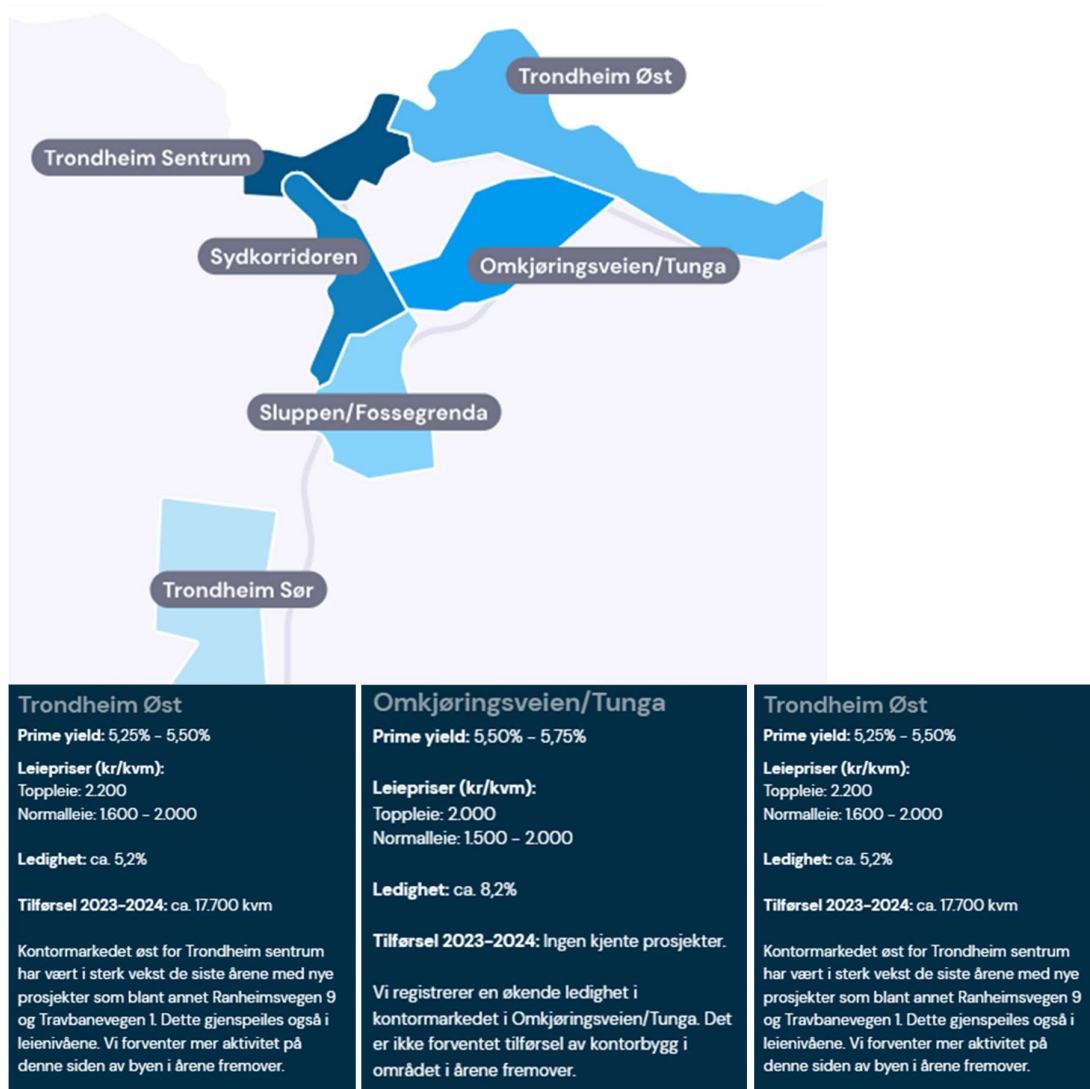 Trondheim Øst
Trondheim Sentrum
Sydkorridoren
Omkjøringsveien/Tunga
Sluppen/Fossegrenda
Trondheim Sør
Trondheim Øst
Prime yield: 5,25% - 5,50%
Leiepriser (kr/kvm):
Toppleie: 2.200
Normalleie: 1.600 - 2.000
Ledighet: ca. 5,2%
Tilførsel 2023-2024: ca. 17.700 kvm
Kontormarkedet øst for Trondheim sentrum
har vært i sterk vekst de siste årene med nye
prosjekter som blant annet Ranheimsvegen 9
og Travbanevegen 1. Dette gjenspeiles også i
leienivåene. Vi forventer mer aktivitet på
denne siden av byen i årene fremover.
Omkjøringsveien/Tunga
Prime yield: 5,50% - 5,75%
Leiepriser (kr/kvm):
Toppleie: 2.000
Normalleie: 1.500 - 2.000
Ledighet: ca. 8,2%
Tilførsel 2023-2024: Ingen kjente prosjekter.
Vi registrerer en økende ledighet i
kontormarkedet i Omkjøringsveien/Tunga. Det
er ikke forventet tilførsel av kontorbygg i
området i årene fremover.
Trondheim Øst
Prime yield: 5,25% - 5,50%
Leiepriser (kr/kvm):
Toppleie: 2.200
Normalleie: 1.600 - 2.000
Ledighet: ca. 5,2%
Tilførsel 2023-2024: ca. 17.700 kvm
Kontormarkedet øst for Trondheim sentrum
har vært i sterk vekst de siste årene med nye
prosjekter som blant annet Ranheimsvegen 9
og Travbanevegen 1. Dette gjenspeiles også i
leienivåene. Vi forventer mer aktivitet på
denne siden av byen i årene fremover.